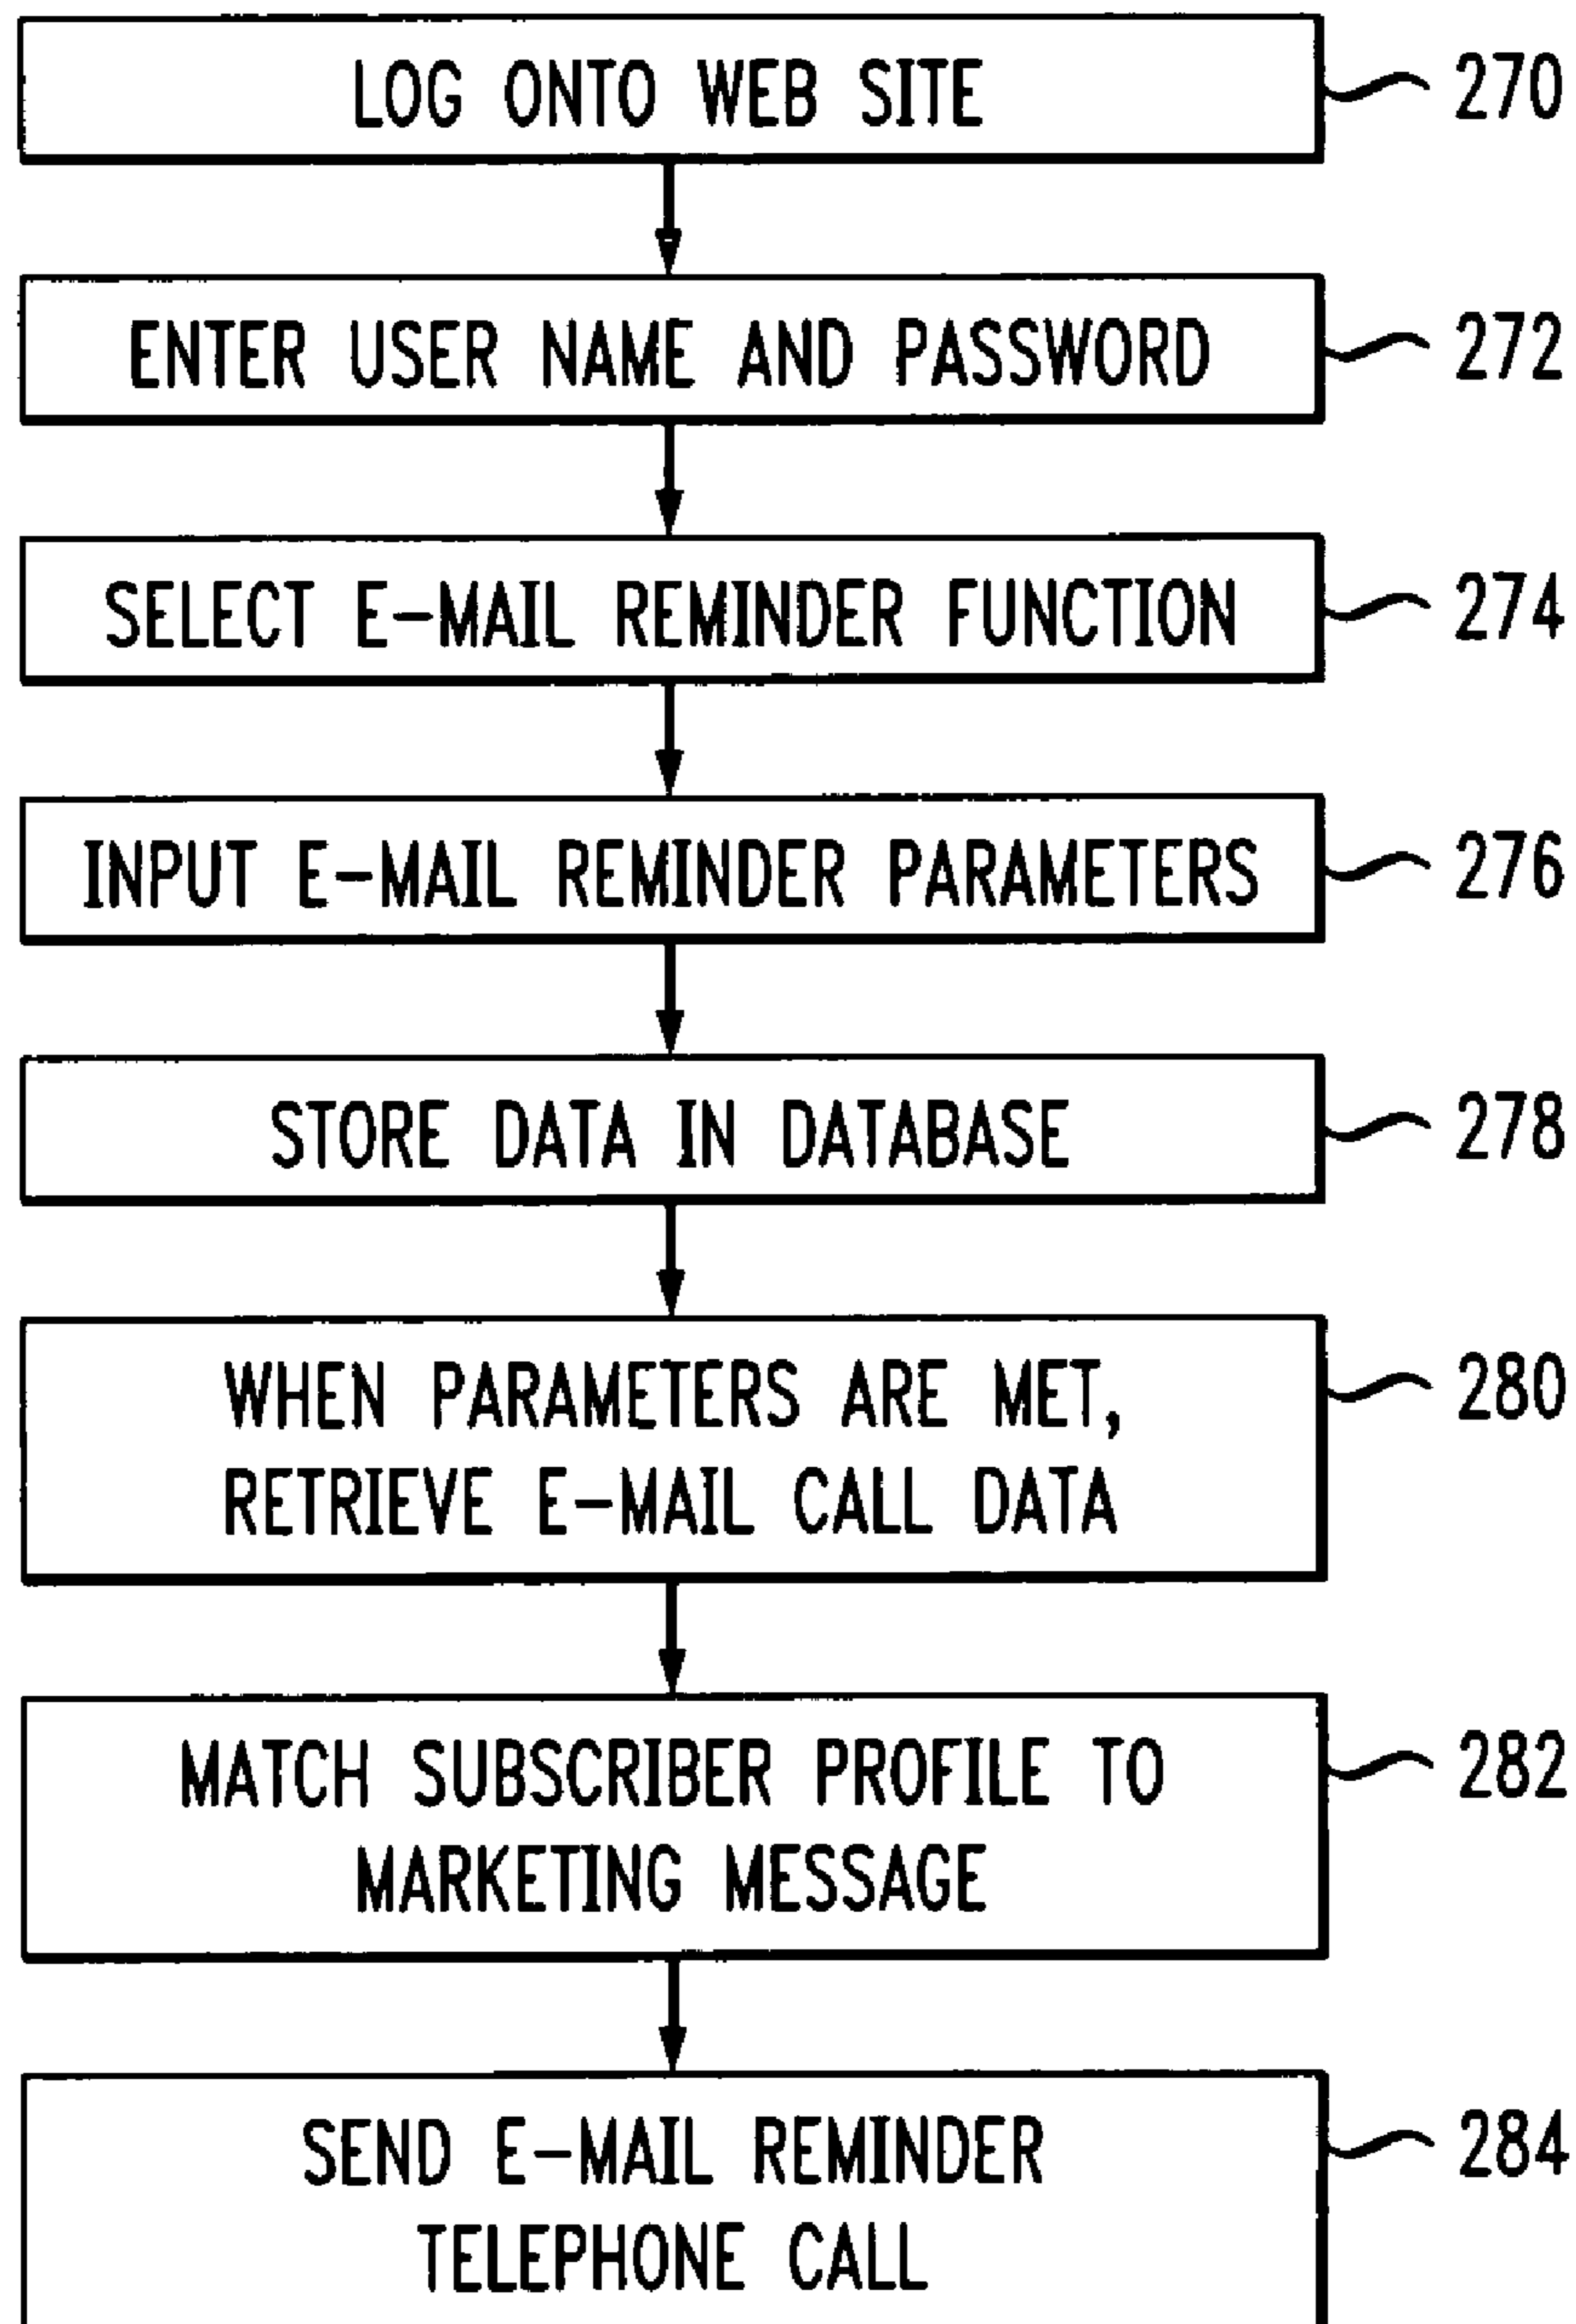 LOG ONTO WEB SITE 270
ENTER USER NAME AND PASSWORD 272
SELECT E-MAIL REMINDER FUNCTION 274
INPUT E-MAIL REMINDER PARAMETERS 276
STORE DATA IN DATABASE 278
WHEN PARAMETERS ARE MET, 280
RETRIEVE E-MAIL CALL DATA
MATCH SUBSCRIBER PROFILE TO 282
MARKETING MESSAGE
SEND E-MAIL REMINDER 284
TELEPHONE CALL